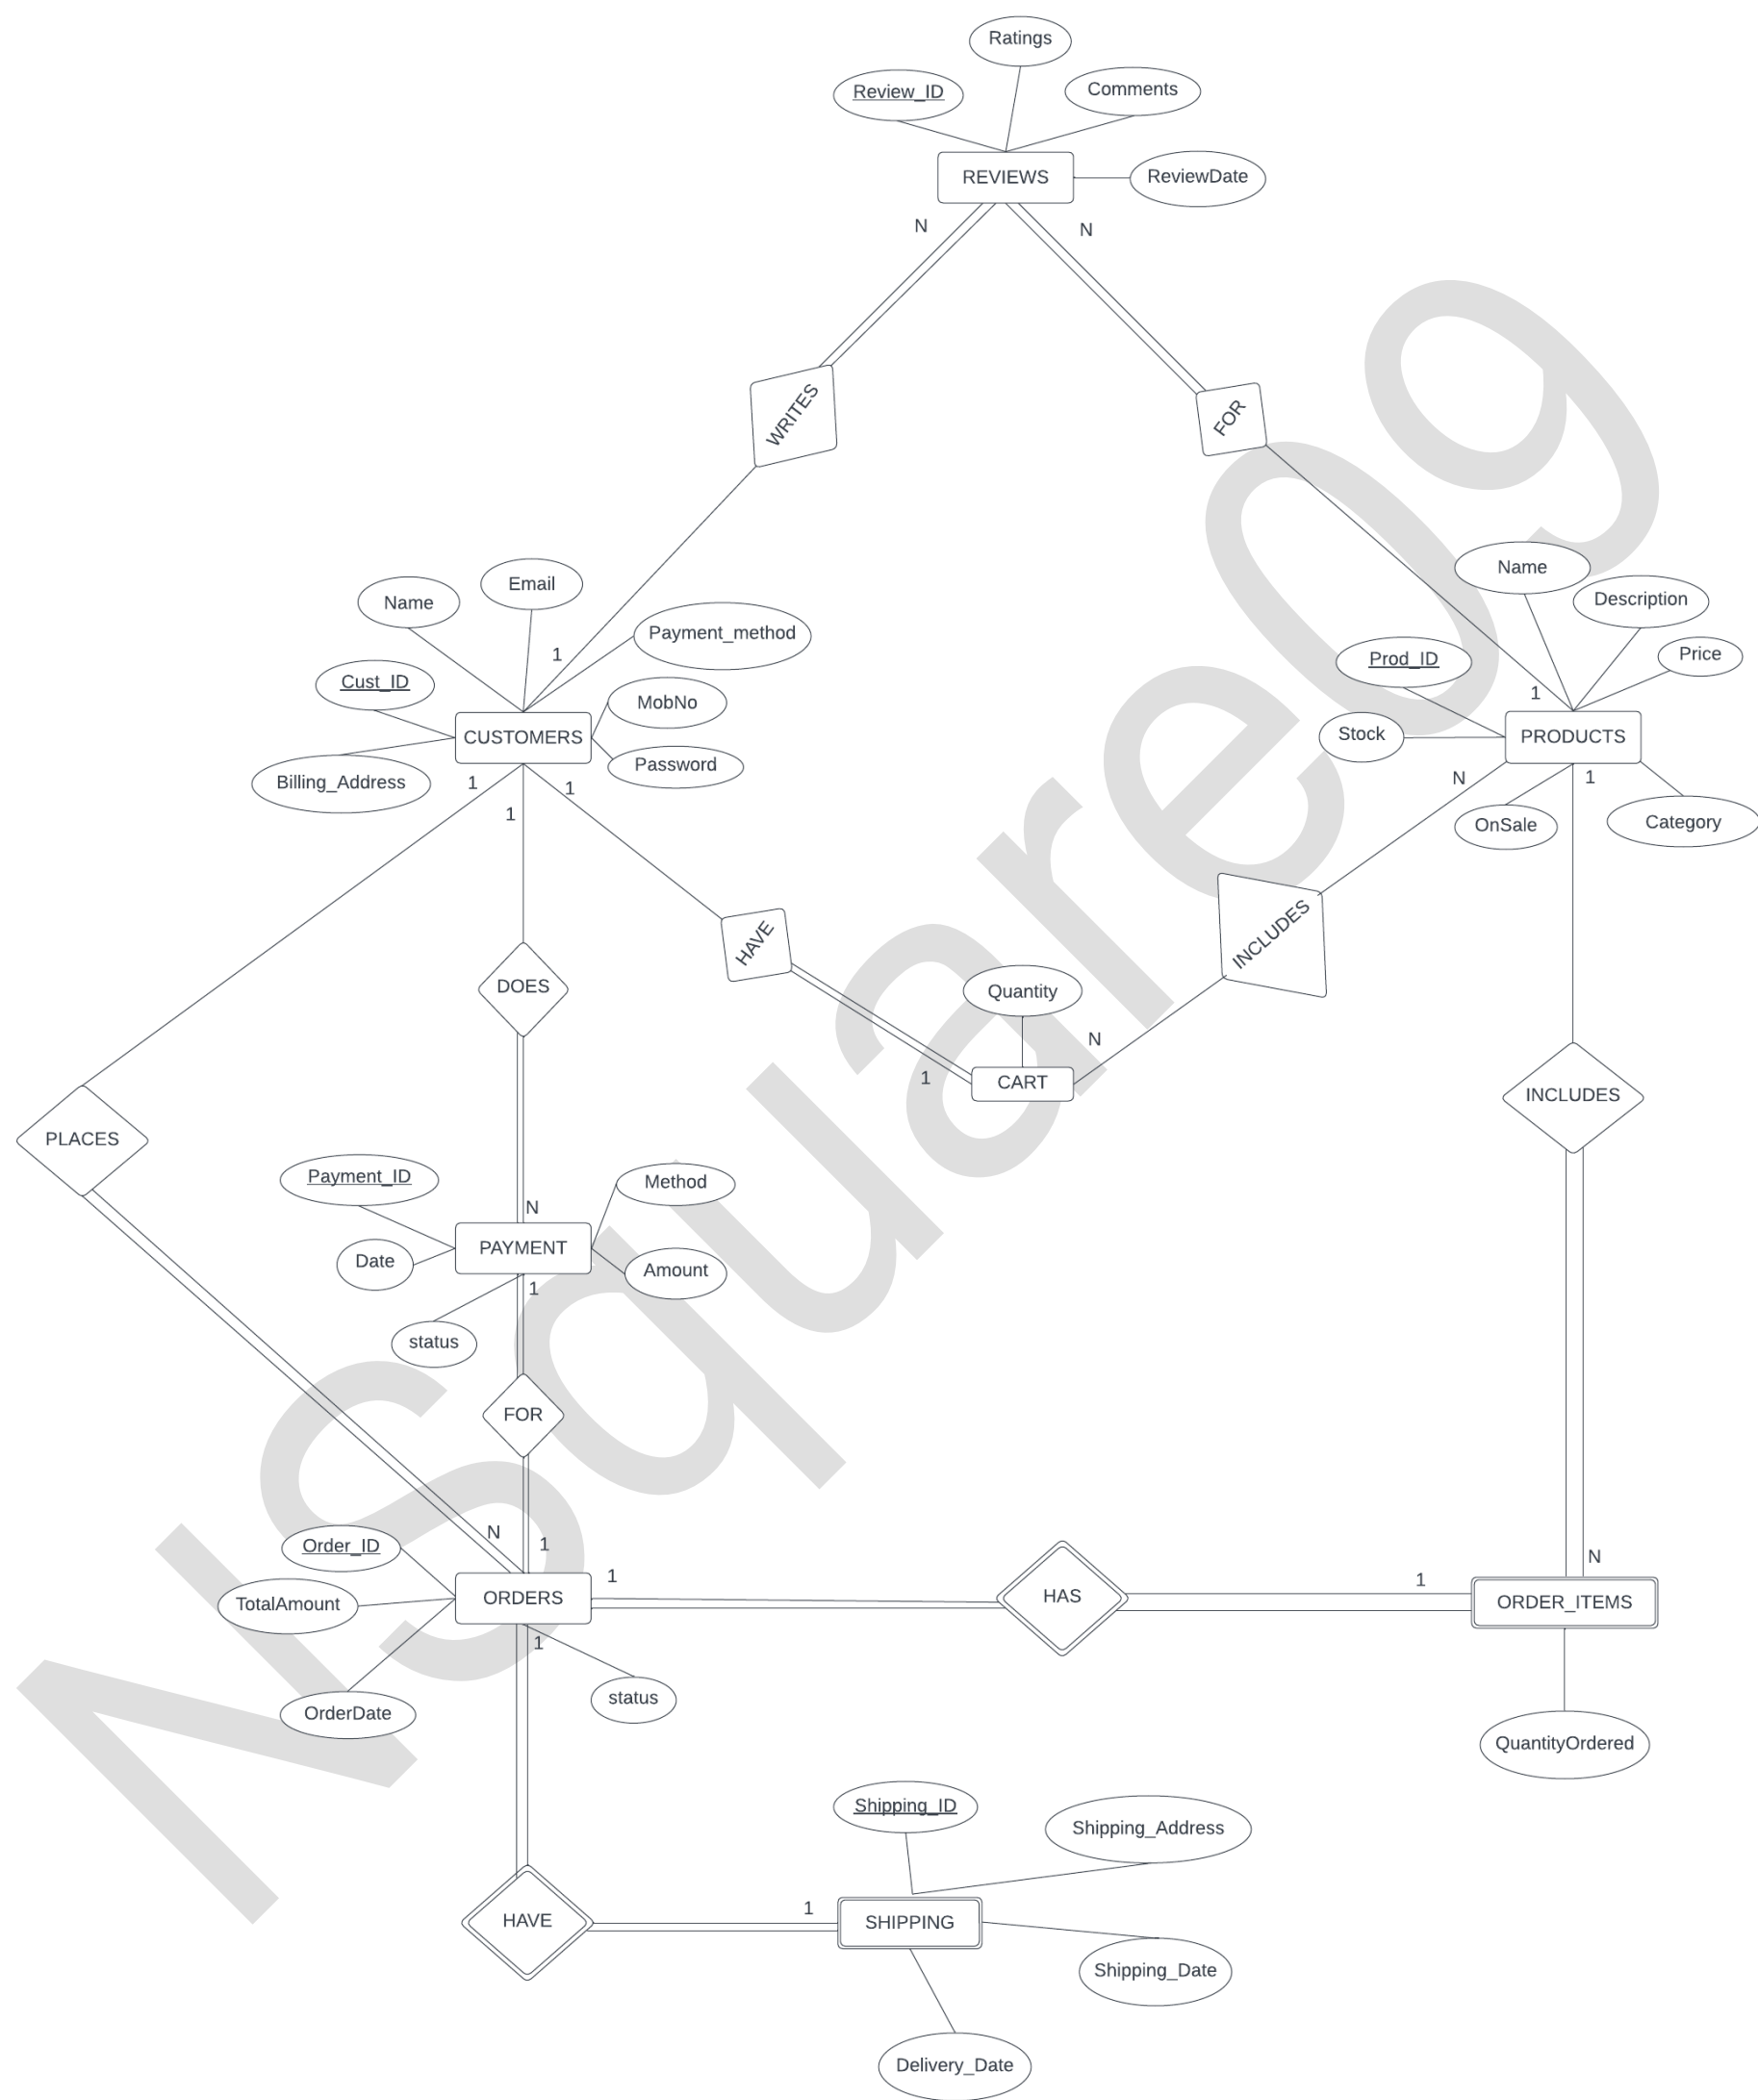 Ratings
Review_ID
Comments
REVIEWS
ReviewDate
N
N
WRITES
FOR
Name
Email
Payment_method
1
Cust_ID
MobNo
CUSTOMERS
Password
Billing_Address
1
1
1
Name
Description
Prod_ID
Price
1
Stock
PRODUCTS
N
1
OnSale
Category
HAVE
INCLUDES
DOES
Quantity
N
1
CART
INCLUDES
PLACES
Payment_ID
Method
N
PAYMENT
Date
Amount
1
status
FOR
N
1
Order_ID
1
TotalAmount
ORDERS
HAS
1
ORDER_ITEMS
N
1
OrderDate
status
QuantityOrdered
Shipping_ID
Shipping_Address
HAVE
1
SHIPPING
Shipping_Date
Delivery_Date
NSquare09